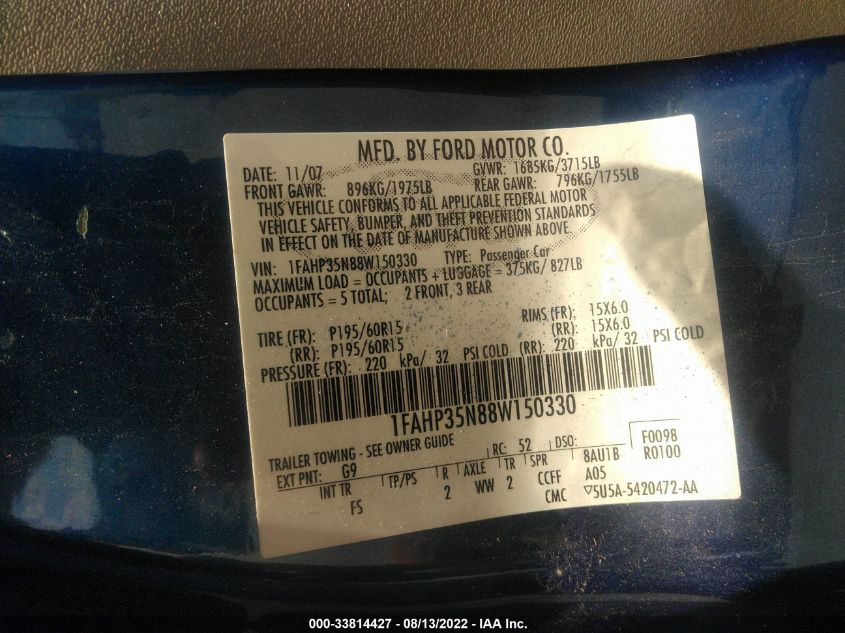 MFD. BY FORD MOTOR CO.
DATE: 11/07 GVWR: 1685KG/3715LB
FRONT GAWR: 896KG/1975LB REAR GAWR: 796KG/1755LB
THIS VEHICLE CONFORMS TO ALL APPLICABLE FEDERAL MOTOR
VEHICLE SAFETY, BUMPER, AND THEFT PREVENTION STANDARDS
IN EFFECT ON THE DATE OF MANUFACTURE SHOWN ABOVE.
VIN: 1FAHP35N88W150330 TYPE: Passenger Car
MAXIMUM LOAD = OCCUPANTS + LUGGAGE = 375KG/ 827LB
OCCUPANTS = 5 TOTAL; 2 FRONT, 3 REAR
TIRE (FR): P195/60R15 RIMS (FR): 15X6.0
(RR): P195/60R15 (RR): 15X6.0
PRESSURE (FR): 220 kPa/ 32 PSI COLD (RR): 220 kPa/ 32 PSI COLD
1FAHP35N88W150330
TRAILER TOWING - SEE OWNER GUIDE RC: 52 DSO: F0098
EXT PNT: G9 R0100
INT TR TP/PS R AXLE TR SPR 8AU1B
FS 2 WW 2 CCFF A05
CMC ▽5U5A-5420472-AA
000-33814427 - 08/13/2022 - IAA Inc.